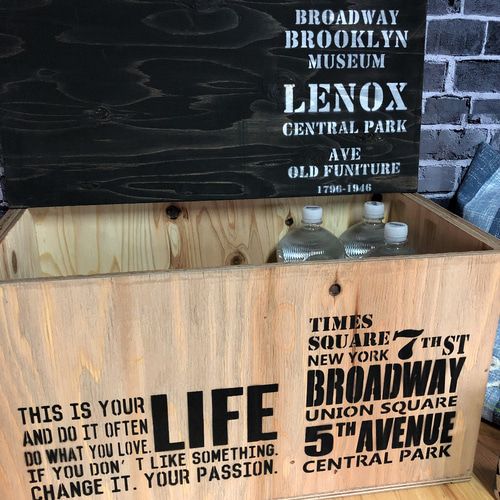 BROADWAY
BROOKLYN
MUSEUM
LENOX
CENTRAL PARK
AVE
OLD FUNITURE
1796-1946
TIMES
SQUARE 7TH ST
NEW YORK
BROADWAY
UNION SQUARE
5TH AVENUE
CENTRAL PARK
THIS IS YOUR LIFE
AND DO IT OFTEN
DO WHAT YOU LOVE.
IF YOU DON'T LIKE SOMETHING.
CHANGE IT. YOUR PASSION.